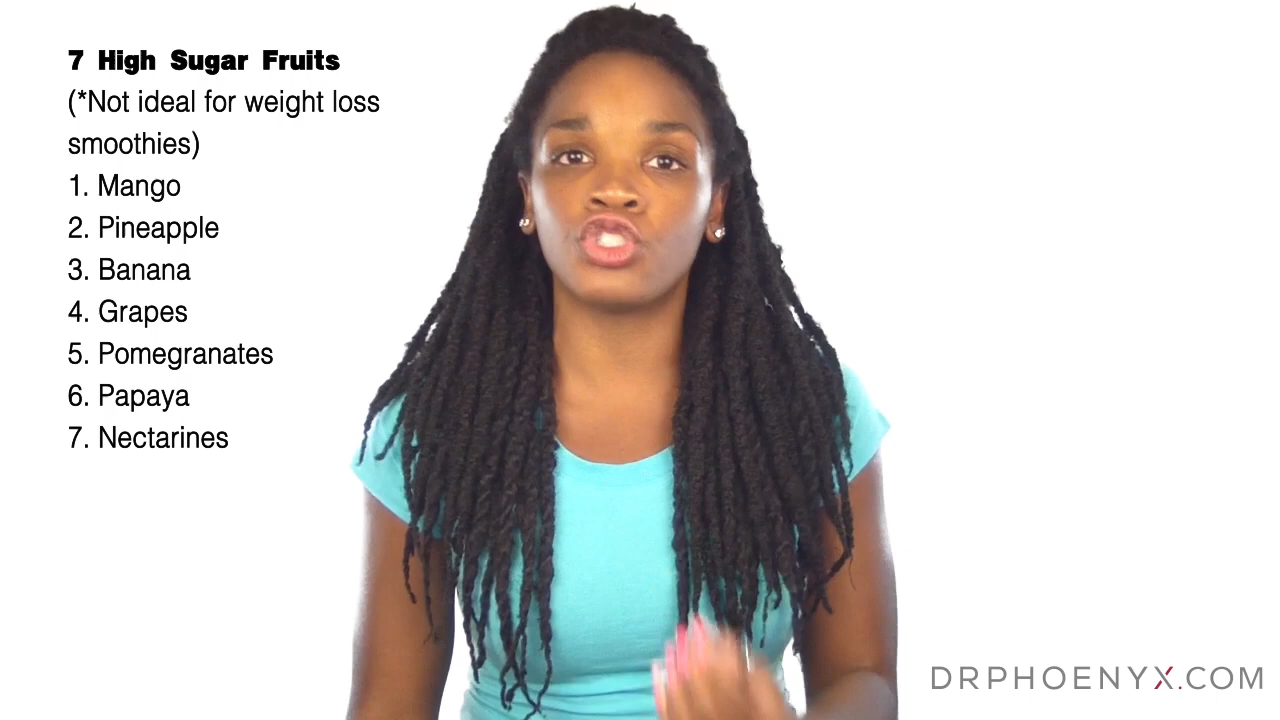 7 High Sugar Fruits
(*Not ideal for weight loss
smoothies)
1. Mango
2. Pineapple
3. Banana
4. Grapes
5. Pomegranates
6. Papaya
7. Nectarines
DRPHOENYX.COM